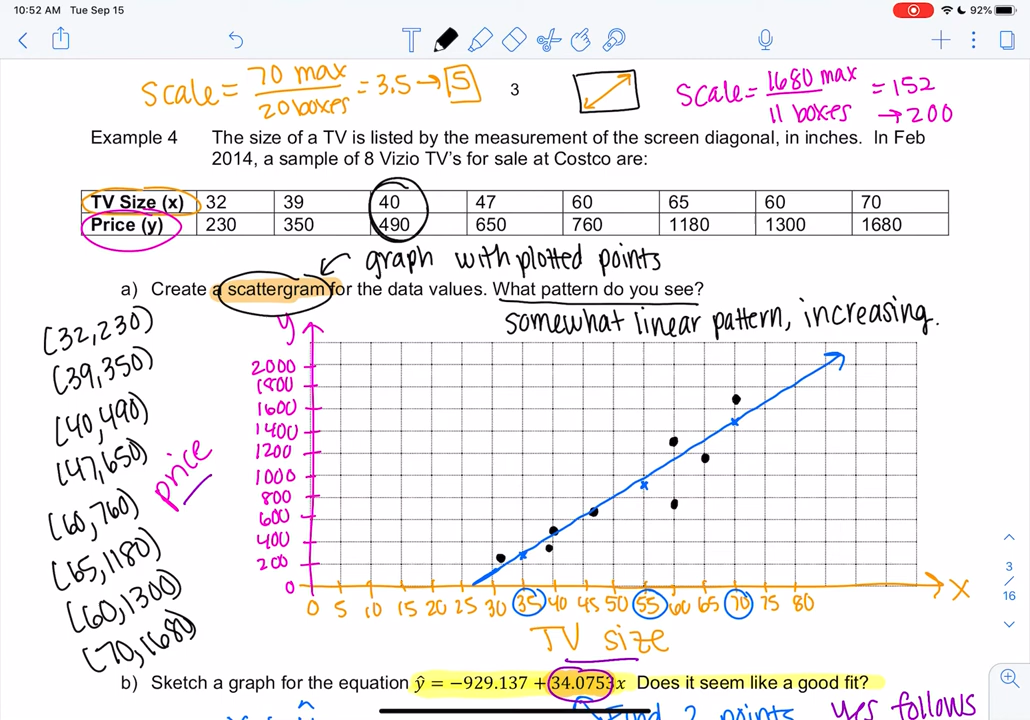 10:52 AM Tue Sep 15
92%
T
Scale = 70 max / 20 boxes = 3.5 → 5
3
Scale = 1680 max / 11 boxes = 152 → 200
Example 4 The size of a TV is listed by the measurement of the screen diagonal, in inches. In Feb
2014, a sample of 8 Vizio TV's for sale at Costco are:
TV Size (x) 32 39 40 47 60 65 60 70
Price (y) 230 350 490 650 760 1180 1300 1680
graph with plotted points
a) Create a scattergram for the data values. What pattern do you see?
somewhat linear pattern, increasing.
(32,230)
(39,350)
(40,490)
(47,650)
(60,760)
(65,1180)
(60,1300)
(70,1680)
price
y
2000
1800
1600
1400
1200
1000
800
600
400
200
0
0 5 10 15 20 25 30 35 40 45 50 55 60 65 70 75 80
x
TV size
3
16
b) Sketch a graph for the equation ŷ = −929.137 + 34.0753x Does it seem like a good fit?
Find 2 points
yes follows